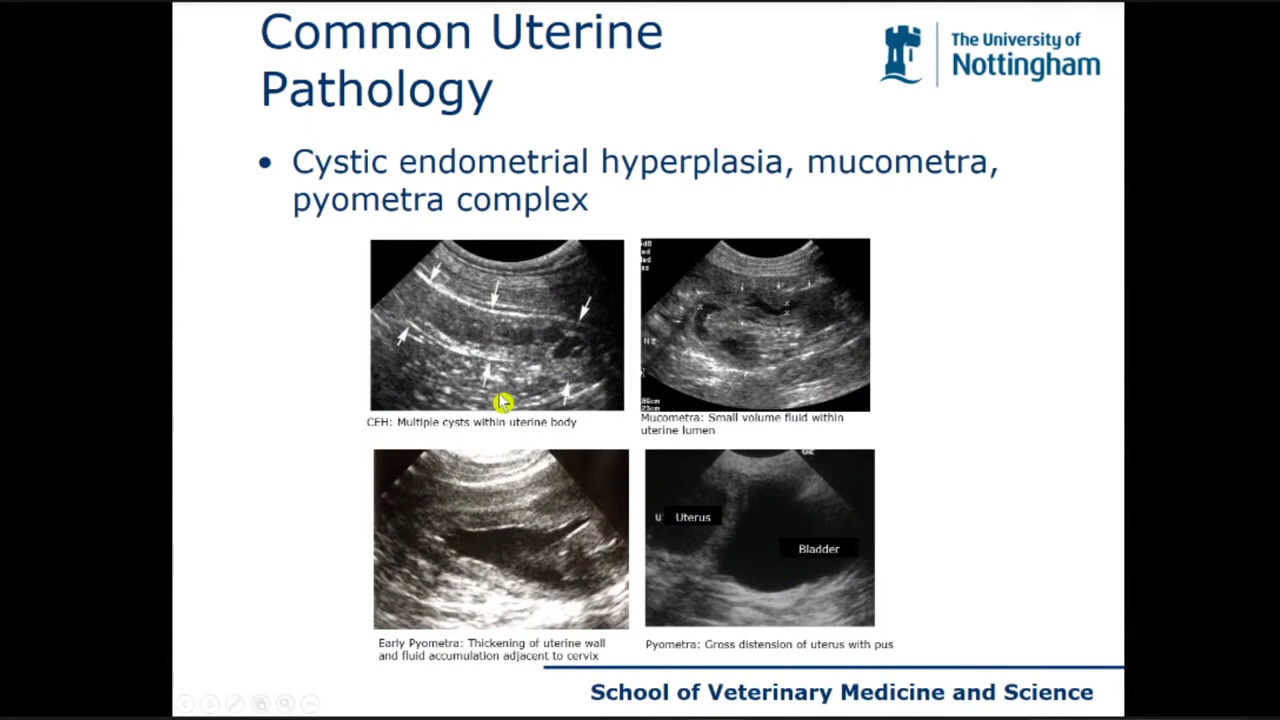 Common Uterine
Pathology
The University of
Nottingham
• Cystic endometrial hyperplasia, mucometra,
pyometra complex
CEH: Multiple cysts within uterine body
Mucometra: Small volume fluid within
uterine lumen
U Uterus
Bladder
Early Pyometra: Thickening of uterine wall
and fluid accumulation adjacent to cervix
Pyometra: Gross distension of uterus with pus
School of Veterinary Medicine and Science